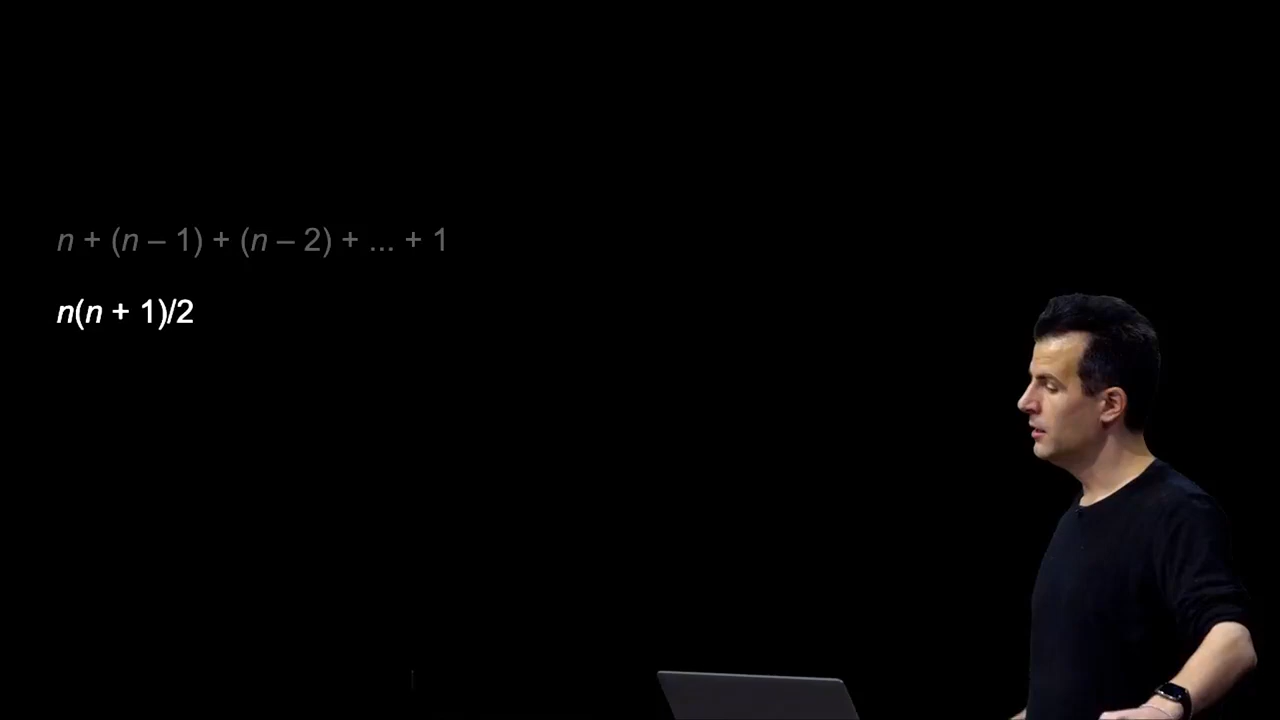 n + (n – 1) + (n – 2) + ... + 1
n(n + 1)/2